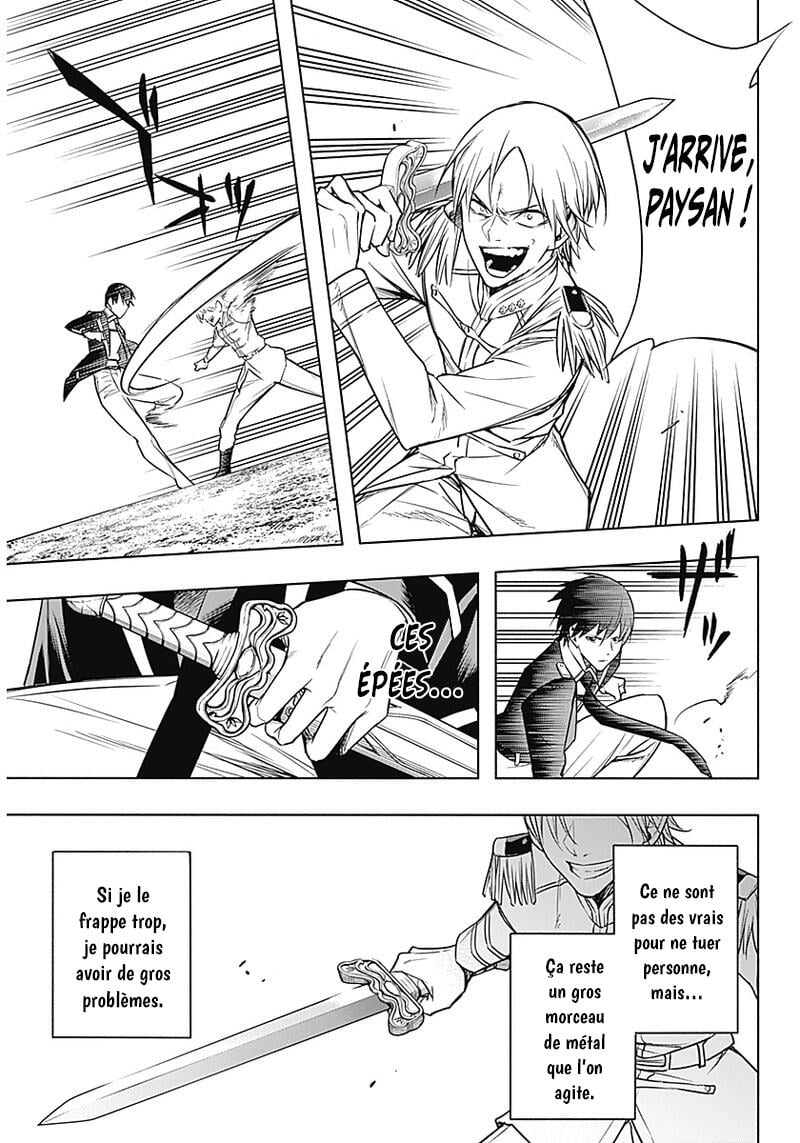 J'ARRIVE,
PAYSAN !
CES
ÉPÉES...
Ce ne sont
pas des vrais
pour ne tuer
personne,
mais...
Ça reste
un gros
morceau
de métal
que l'on
agite.
Si je le
frappe trop,
je pourrais
avoir de gros
problèmes.